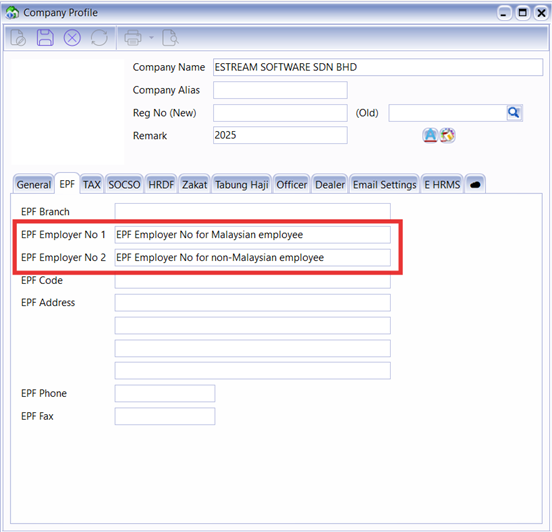 Company Profile
Company Name ESTREAM SOFTWARE SDN BHD
Company Alias
Reg No (New) (Old)
Remark 2025
General EPF TAX SOCSO HRDF Zakat Tabung Haji Officer Dealer Email Settings E HRMS
EPF Branch
EPF Employer No 1 EPF Employer No for Malaysian employee
EPF Employer No 2 EPF Employer No for non-Malaysian employee
EPF Code
EPF Address
EPF Phone
EPF Fax